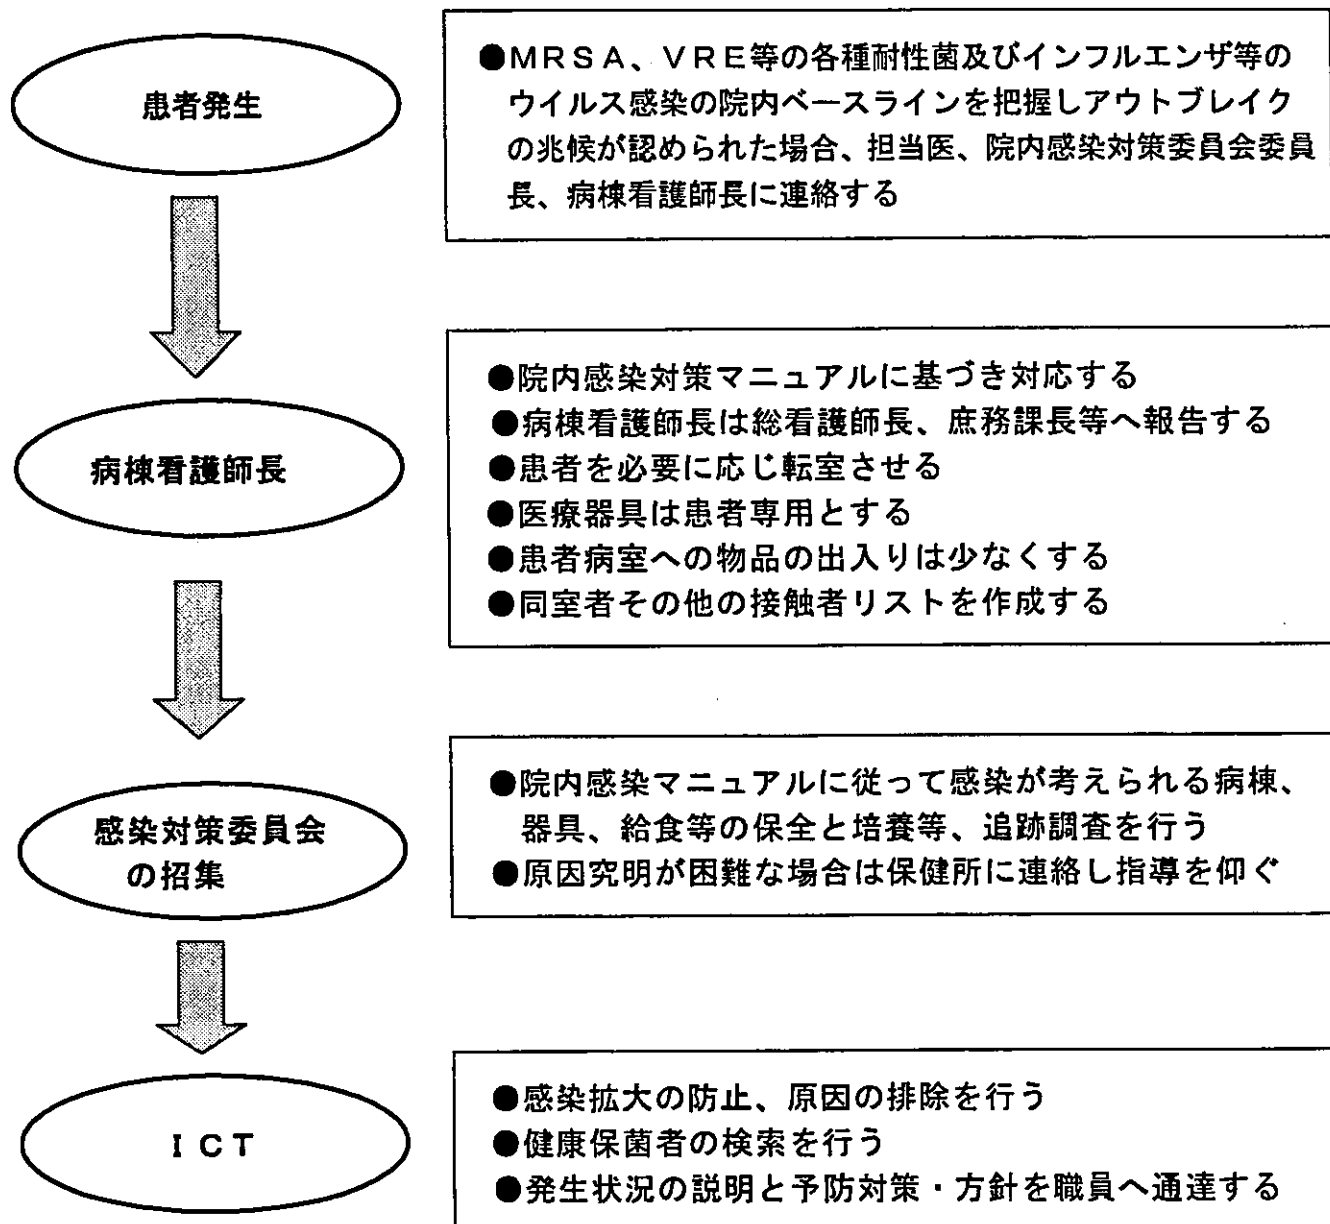 患者発生
●MRSA、VRE等の各種耐性菌及びインフルエンザ等の
ウイルス感染の院内ベースラインを把握しアウトブレイク
の兆候が認められた場合、担当医、院内感染対策委員会委員
長、病棟看護師長に連絡する
病棟看護師長
●院内感染対策マニュアルに基づき対応する
●病棟看護師長は総看護師長、庶務課長等へ報告する
●患者を必要に応じ転室させる
●医療器具は患者専用とする
●患者病室への物品の出入りは少なくする
●同室者その他の接触者リストを作成する
感染対策委員会
の招集
●院内感染マニュアルに従って感染が考えられる病棟、
器具、給食等の保全と培養等、追跡調査を行う
●原因究明が困難な場合は保健所に連絡し指導を仰ぐ
ICT
●感染拡大の防止、原因の排除を行う
●健康保菌者の検索を行う
●発生状況の説明と予防対策・方針を職員へ通達する